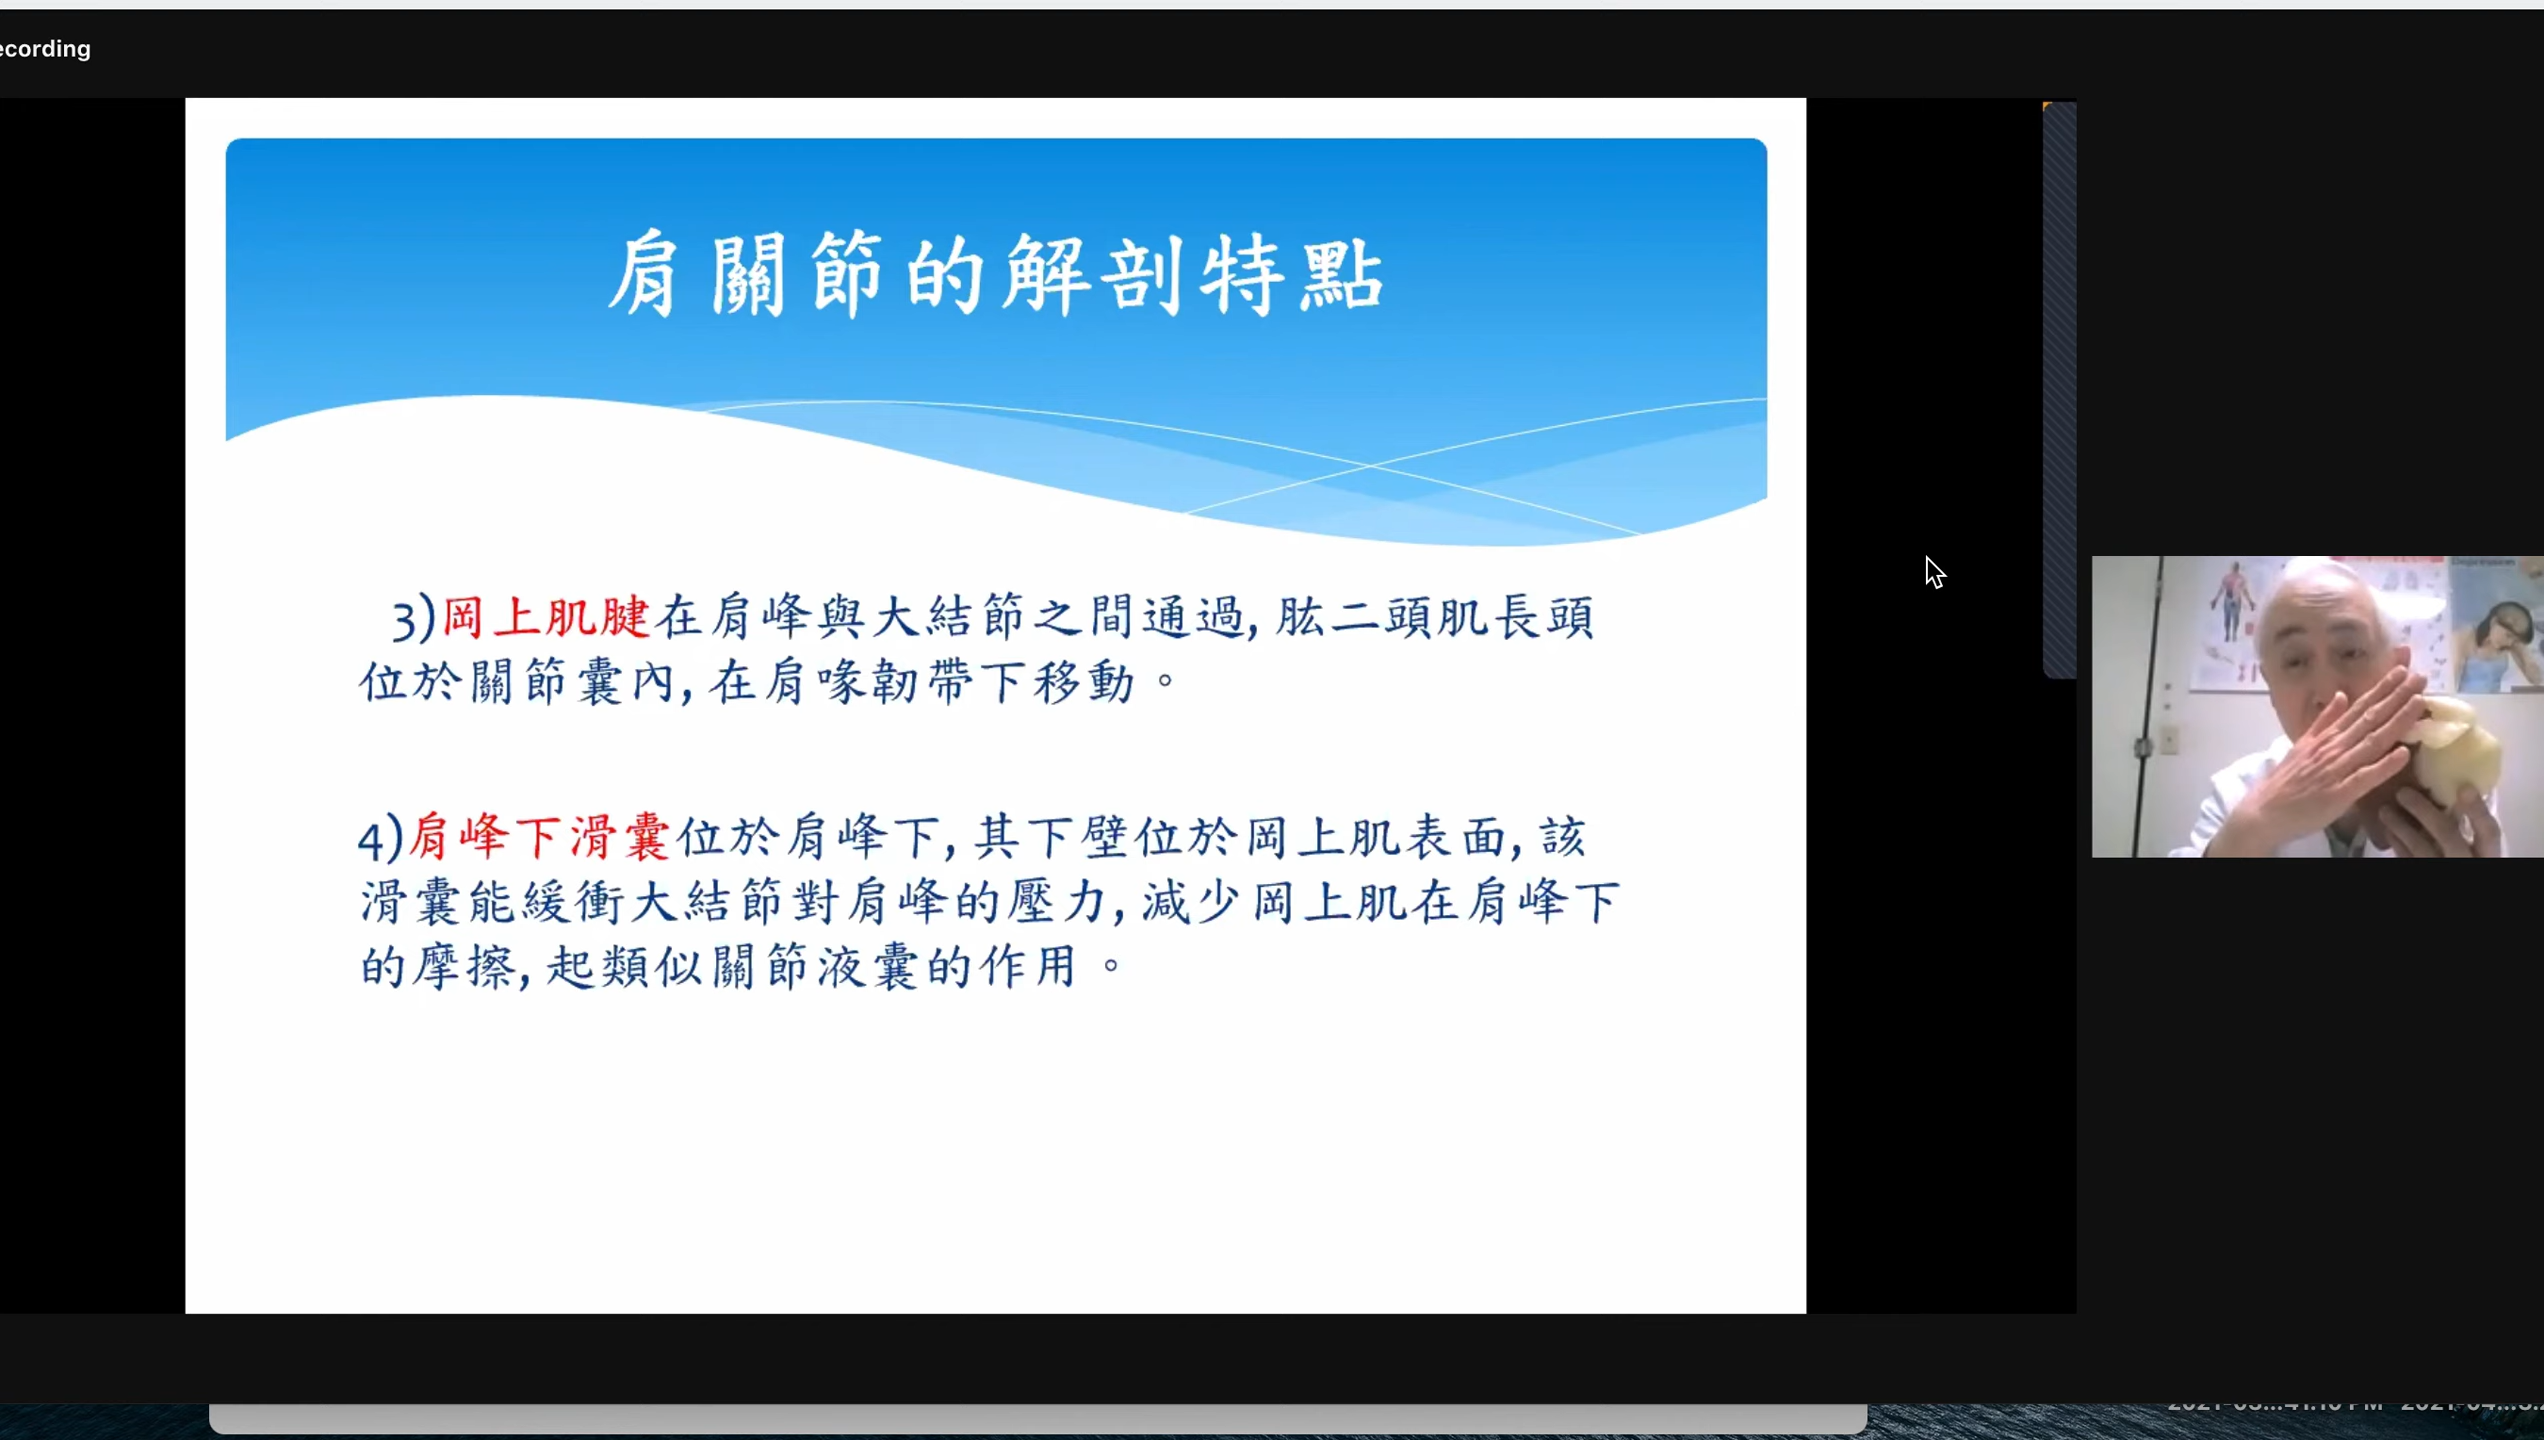 ecording
肩關節的解剖特點
3)岡上肌腱在肩峰與大結節之間通過,肱二頭肌長頭
位於關節囊內,在肩喙韌帶下移動。
4)肩峰下滑囊位於肩峰下,其下壁位於岡上肌表面,該
滑囊能緩衝大結節對肩峰的壓力,減少岡上肌在肩峰下
的摩擦,起類似關節液囊的作用。